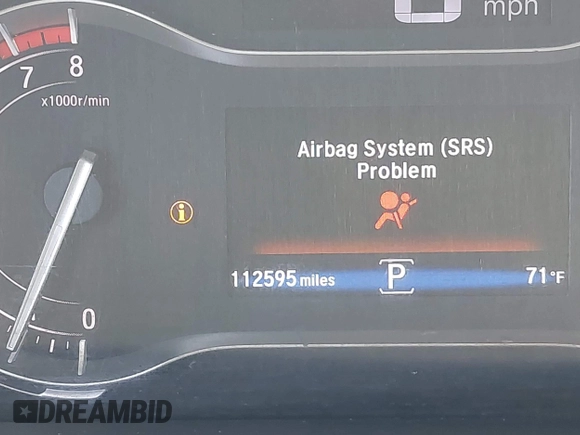 mph
7 8
x1000r/min
Airbag System (SRS)
Problem
i
112595 miles P 71°F
0
DREAMBID